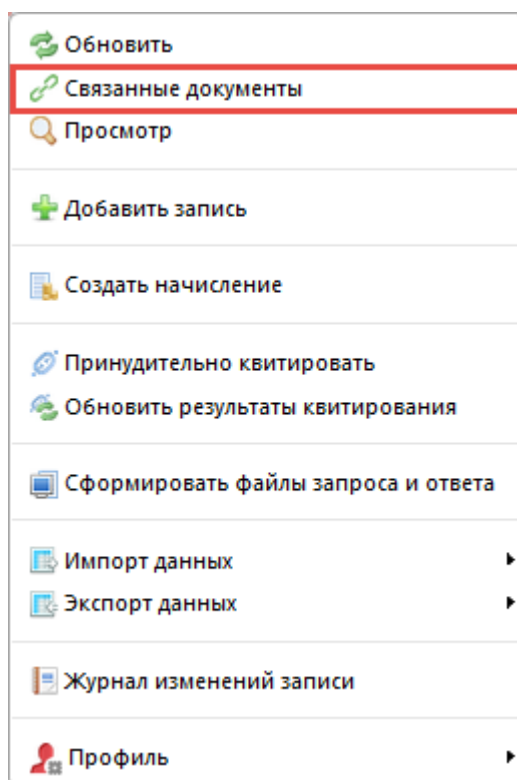 Обновить
Связанные документы
Просмотр
Добавить запись
Создать начисление
Принудительно квитировать
Обновить результаты квитирования
Сформировать файлы запроса и ответа
Импорт данных
Экспорт данных
Журнал изменений записи
Профиль